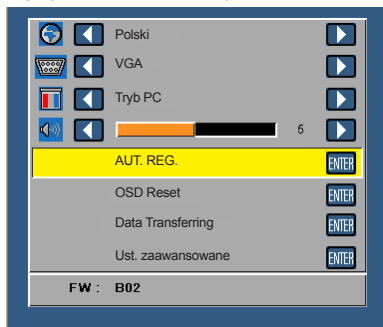 Polski
VGA
Tryb PC
5
AUT. REG. ENTER
OSD Reset ENTER
Data Transferring ENTER
Ust. zaawansowane ENTER
FW : B02